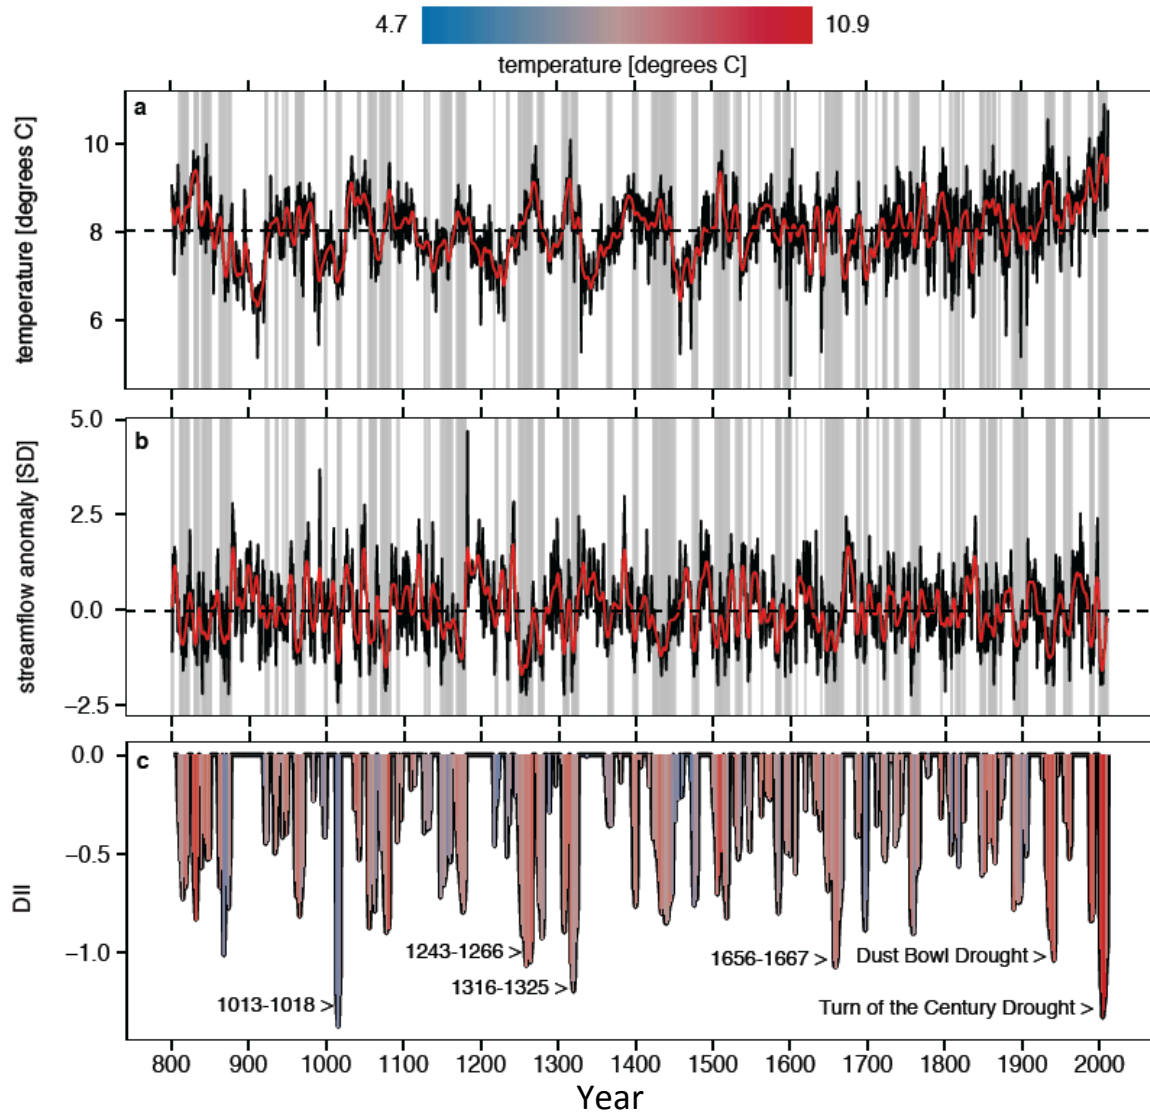 4.7 10.9
temperature [degrees C]
a
temperature [degrees C]
10
8
6
b
streamflow anomaly [SD]
5.0
2.5
0.0
−2.5
c
DII
0.0
−0.5
−1.0
1243-1266 >
1316-1325 >
1013-1018 >
1656-1667 >
Dust Bowl Drought >
Turn of the Century Drought >
800 900 1000 1100 1200 1300 1400 1500 1600 1700 1800 1900 2000
Year